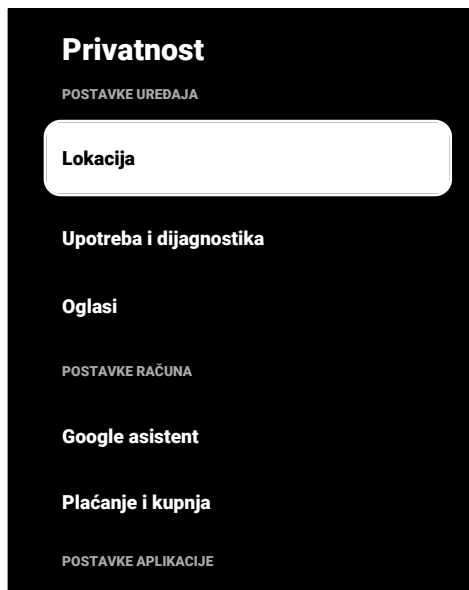 Privatnost
POSTAVKE UREĐAJA
Lokacija
Upotreba i dijagnostika
Oglasi
POSTAVKE RAČUNA
Google asistent
Plaćanje i kupnja
POSTAVKE APLIKACIJE